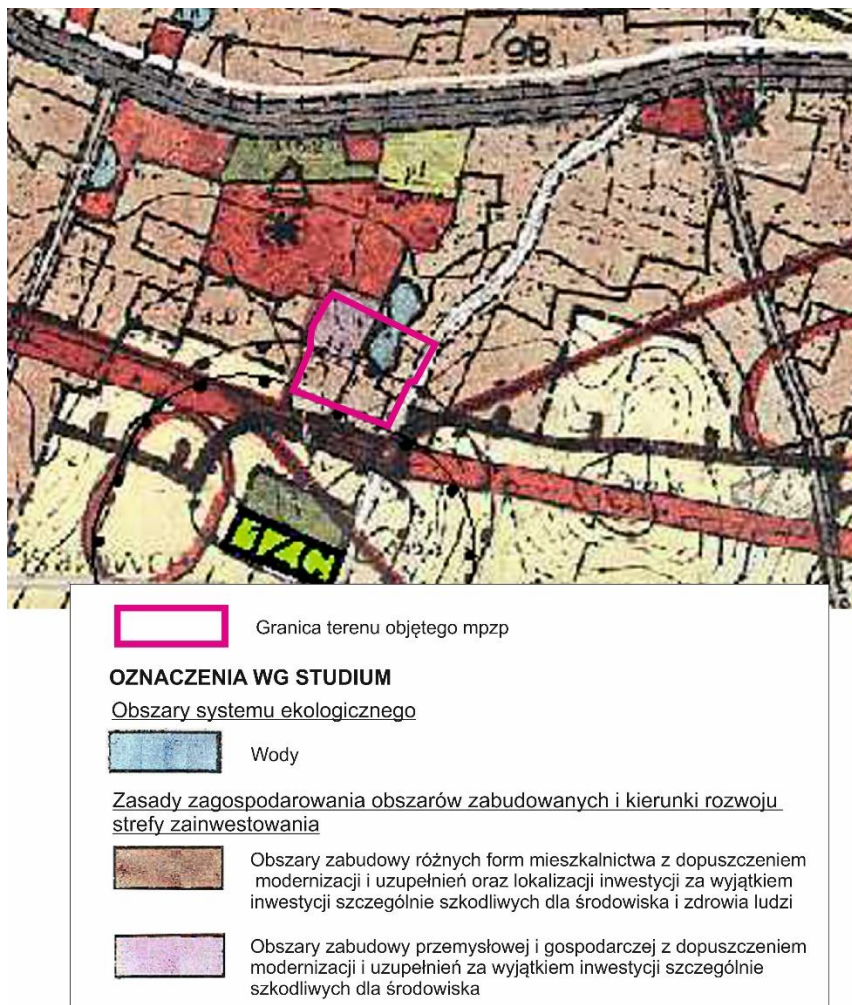 Granica terenu objętego mpzp
OZNACZENIA WG STUDIUM
Obszary systemu ekologicznego
Wody
Zasady zagospodarowania obszarów zabudowanych i kierunki rozwoju
strefy zainwestowania
Obszary zabudowy różnych form mieszkalnictwa z dopuszczeniem
modernizacji i uzupełnień oraz lokalizacji inwestycji za wyjątkiem
inwestycji szczególnie szkodliwych dla środowiska i zdrowia ludzi
Obszary zabudowy przemysłowej i gospodarczej z dopuszczeniem
modernizacji i uzupełnień za wyjątkiem inwestycji szczególnie
szkodliwych dla środowiska